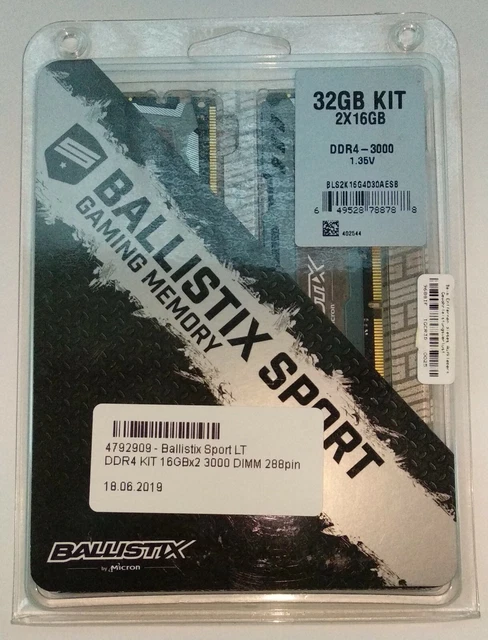 32GB KIT
2X16GB
DDR4-3000
1.35V
BLS2K16G4D30AESB
6 49528 78878 8
402544
BALLISTIX SPORT
GAMING MEMORY
4792909 - Ballistix Sport LT
DDR4 KIT 16GBx2 3000 DIMM 288pin
18.06.2019
BALLISTIX
by Micron